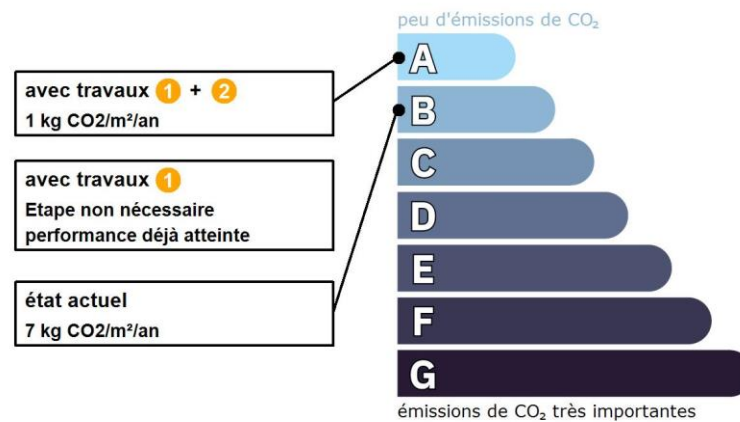 peu d'émissions de CO₂
A
avec travaux 1 + 2
1 kg CO2/m²/an
B
C
avec travaux 1
Etape non nécessaire
performance déjà atteinte
D
E
état actuel
7 kg CO2/m²/an
F
G
émissions de CO₂ très importantes